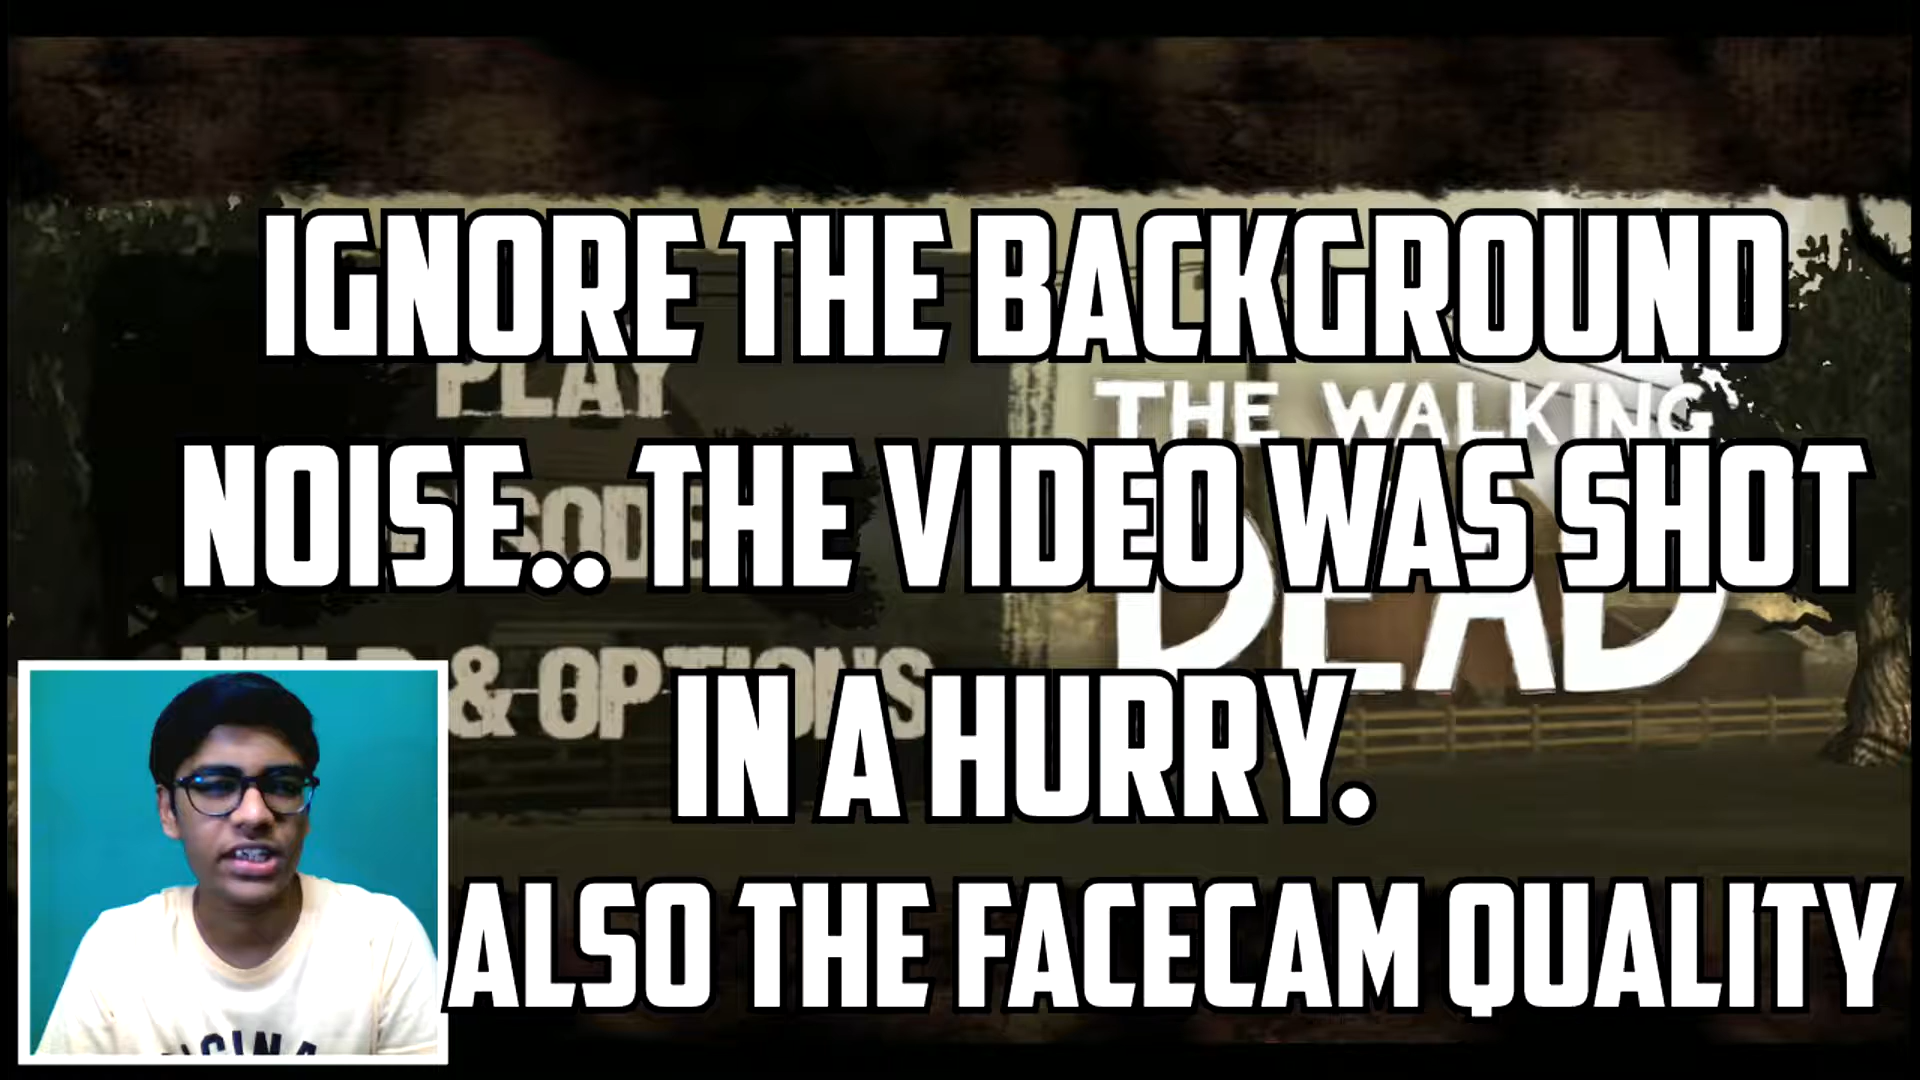 IGNORE THE BACKGROUND
PLAY
THE WALKING
NOISE.. THE VIDEO WAS SHOT
DEAD
& OPTIONS
IN A HURRY.
ALSO THE FACECAM QUALITY